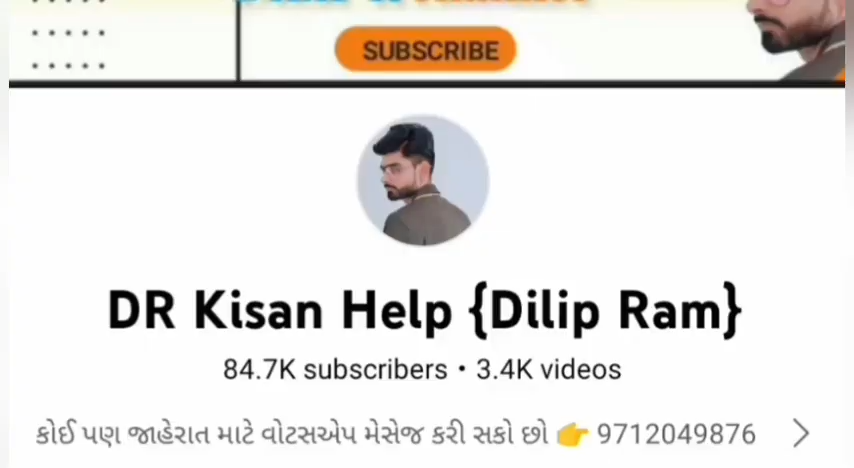 SUBSCRIBE
DR Kisan Help {Dilip Ram}
84.7K subscribers • 3.4K videos
કોઈ પણ જાહેરાત માટે વોટસએપ મેસેજ કરી સકો છો 👉 9712049876